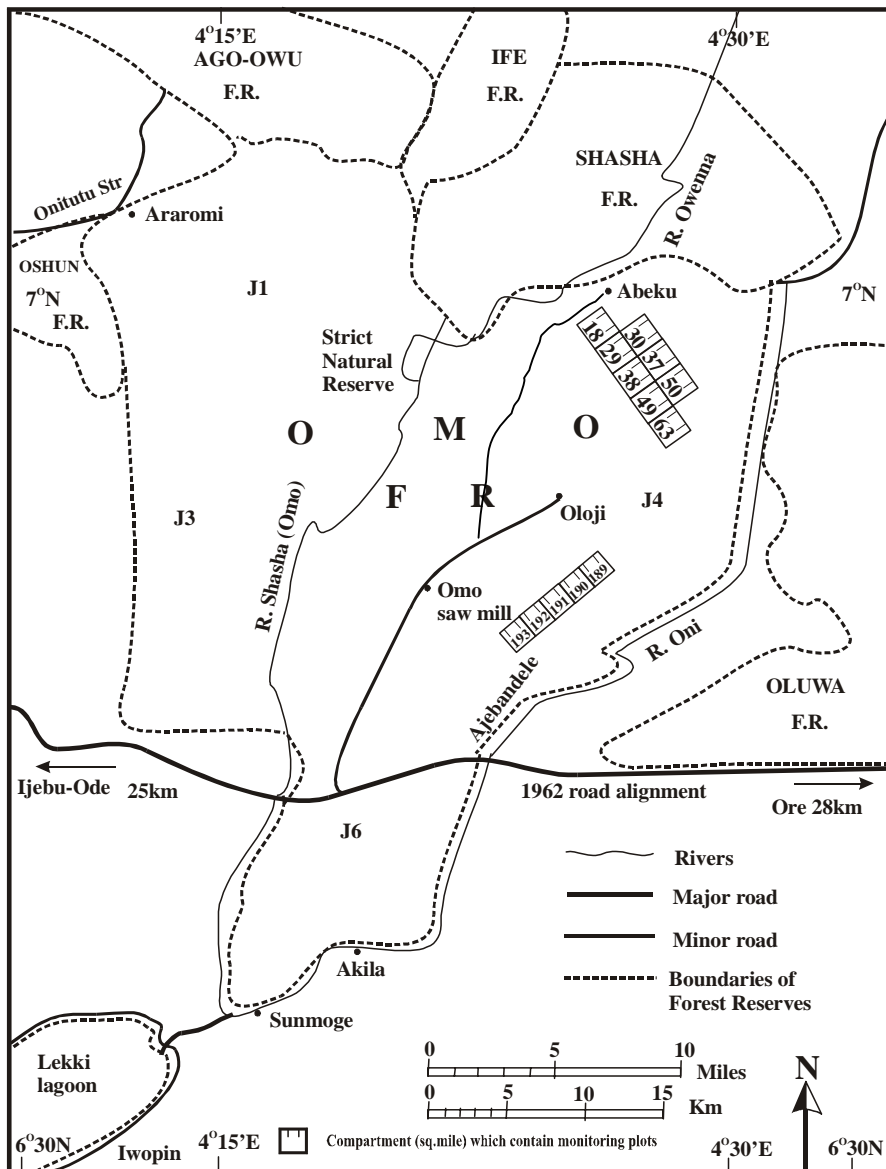 4°15'E
4°30'E
AGO-OWU
F.R.
IFE
F.R.
SHASHA
F.R.
R. Owenna
Onitutu Str
Araromi
OSHUN
7°N
F.R.
J1
Abeku
7°N
Strict
Natural
Reserve
18
29
38
49
63
30
37
50
O M O
F R
J3
R. Shasha (Omo)
Oloji
J4
Omo
saw mill
193
192
191
190
189
Ajebandele
R. Oni
OLUWA
F.R.
Ijebu-Ode 25km
1962 road alignment
Ore 28km
J6
Rivers
Major road
Minor road
Boundaries of
Forest Reserves
Akila
Sunmoge
Lekki
lagoon
0 5 10
Miles
0 5 10 15
Km
N
6°30N
Iwopin
4°15'E
Compartment (sq.mile) which contain monitoring plots
4°30'E
6°30N